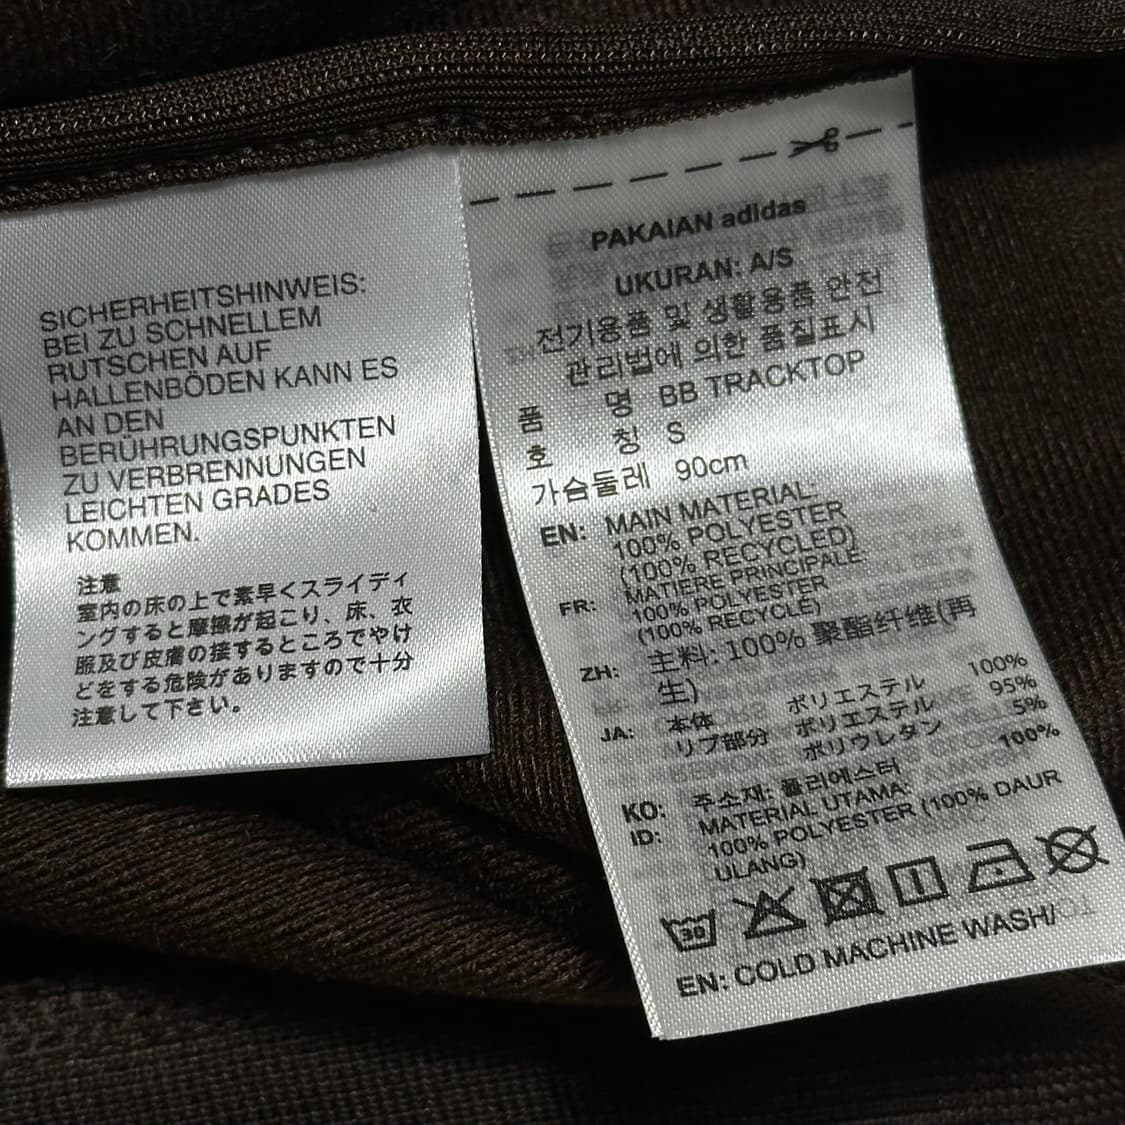 SICHERHEITSHINWEIS:
BEI ZU SCHNELLEM
RUTSCHEN AUF
HALLENBÖDEN KANN ES
AN DEN
BERÜHRUNGSPUNKTEN
ZU VERBRENNUNGEN
LEICHTEN GRADES
KOMMEN.
注意
室内の床の上で素早くスライディ
ングすると摩擦が起こり、床、衣
服及び皮膚の接するところでやけ
どをする危険がありますので十分
注意して下さい。
PAKAIAN adidas
UKURAN: A/S
전기용품 및 생활용품 안전
관리법에 의한 품질표시
품 명 BB TRACKTOP
호 칭 S
가슴둘레 90cm
EN: MAIN MATERIAL:
100% POLYESTER
(100% RECYCLED)
FR: MATIERE PRINCIPALE:
100% POLYESTER
(100% RECYCLE)
ZH: 主料: 100% 聚酯纤维(再
生)
JA: 本体 ポリエステル 100%
リブ部分 ポリエステル 95%
ポリウレタン 5%
KO: 주소재: 폴리에스터 100%
ID: MATERIAL UTAMA:
100% POLYESTER (100% DAUR
ULANG)
30
EN: COLD MACHINE WASH/